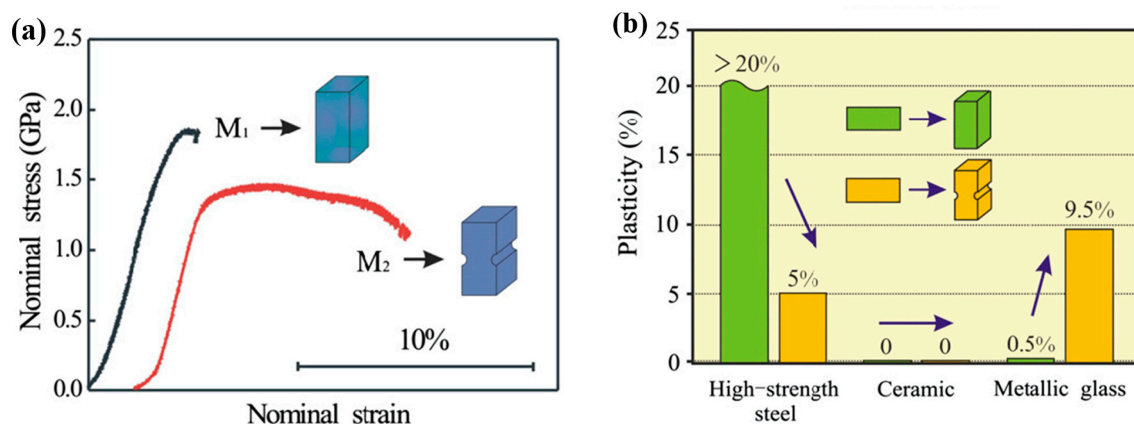 (a)
2.5
2.0
1.5
1.0
0.5
0.0
Nominal stress (GPa)
M₁
M₂
10%
Nominal strain
(b)
25
20
15
10
5
0
Plasticity (%)
>20%
5%
0
0
0.5%
9.5%
High-strength
steel
Ceramic
Metallic glass